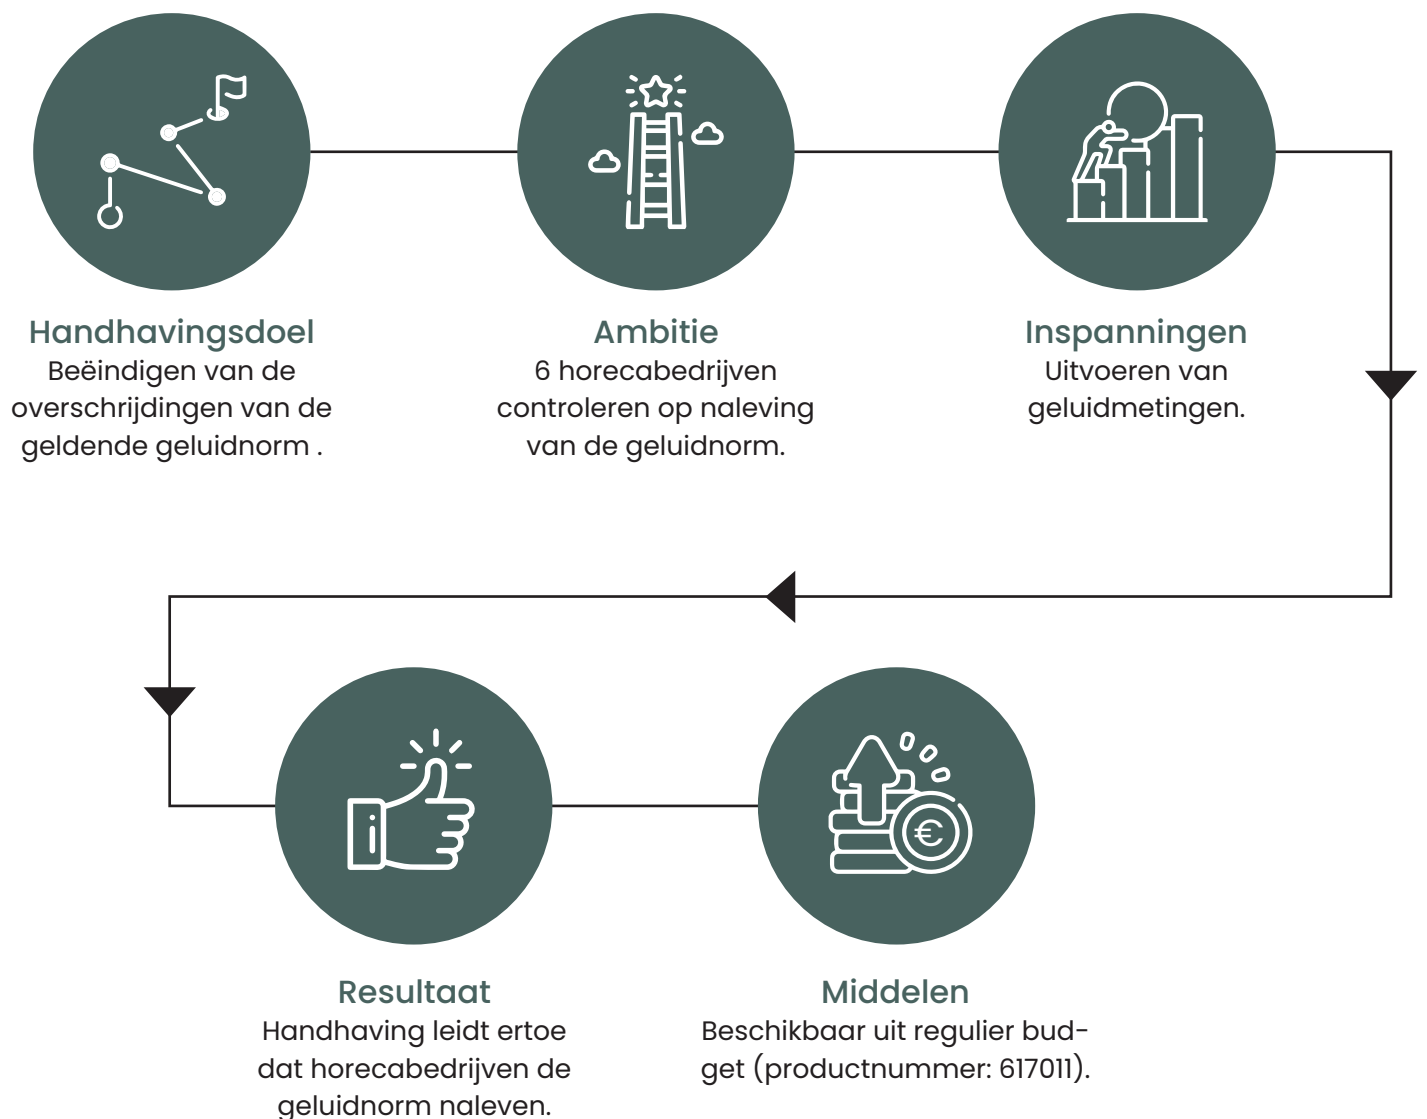 Handhavingsdoel
Beëindigen van de
overschrijdingen van de
geldende geluidnorm .
Ambitie
6 horecabedrijven
controleren op naleving
van de geluidnorm.
Inspanningen
Uitvoeren van
geluidmetingen.
Resultaat
Handhaving leidt ertoe
dat horecabedrijven de
geluidnorm naleven.
Middelen
Beschikbaar uit regulier bud-
get (productnummer: 617011).